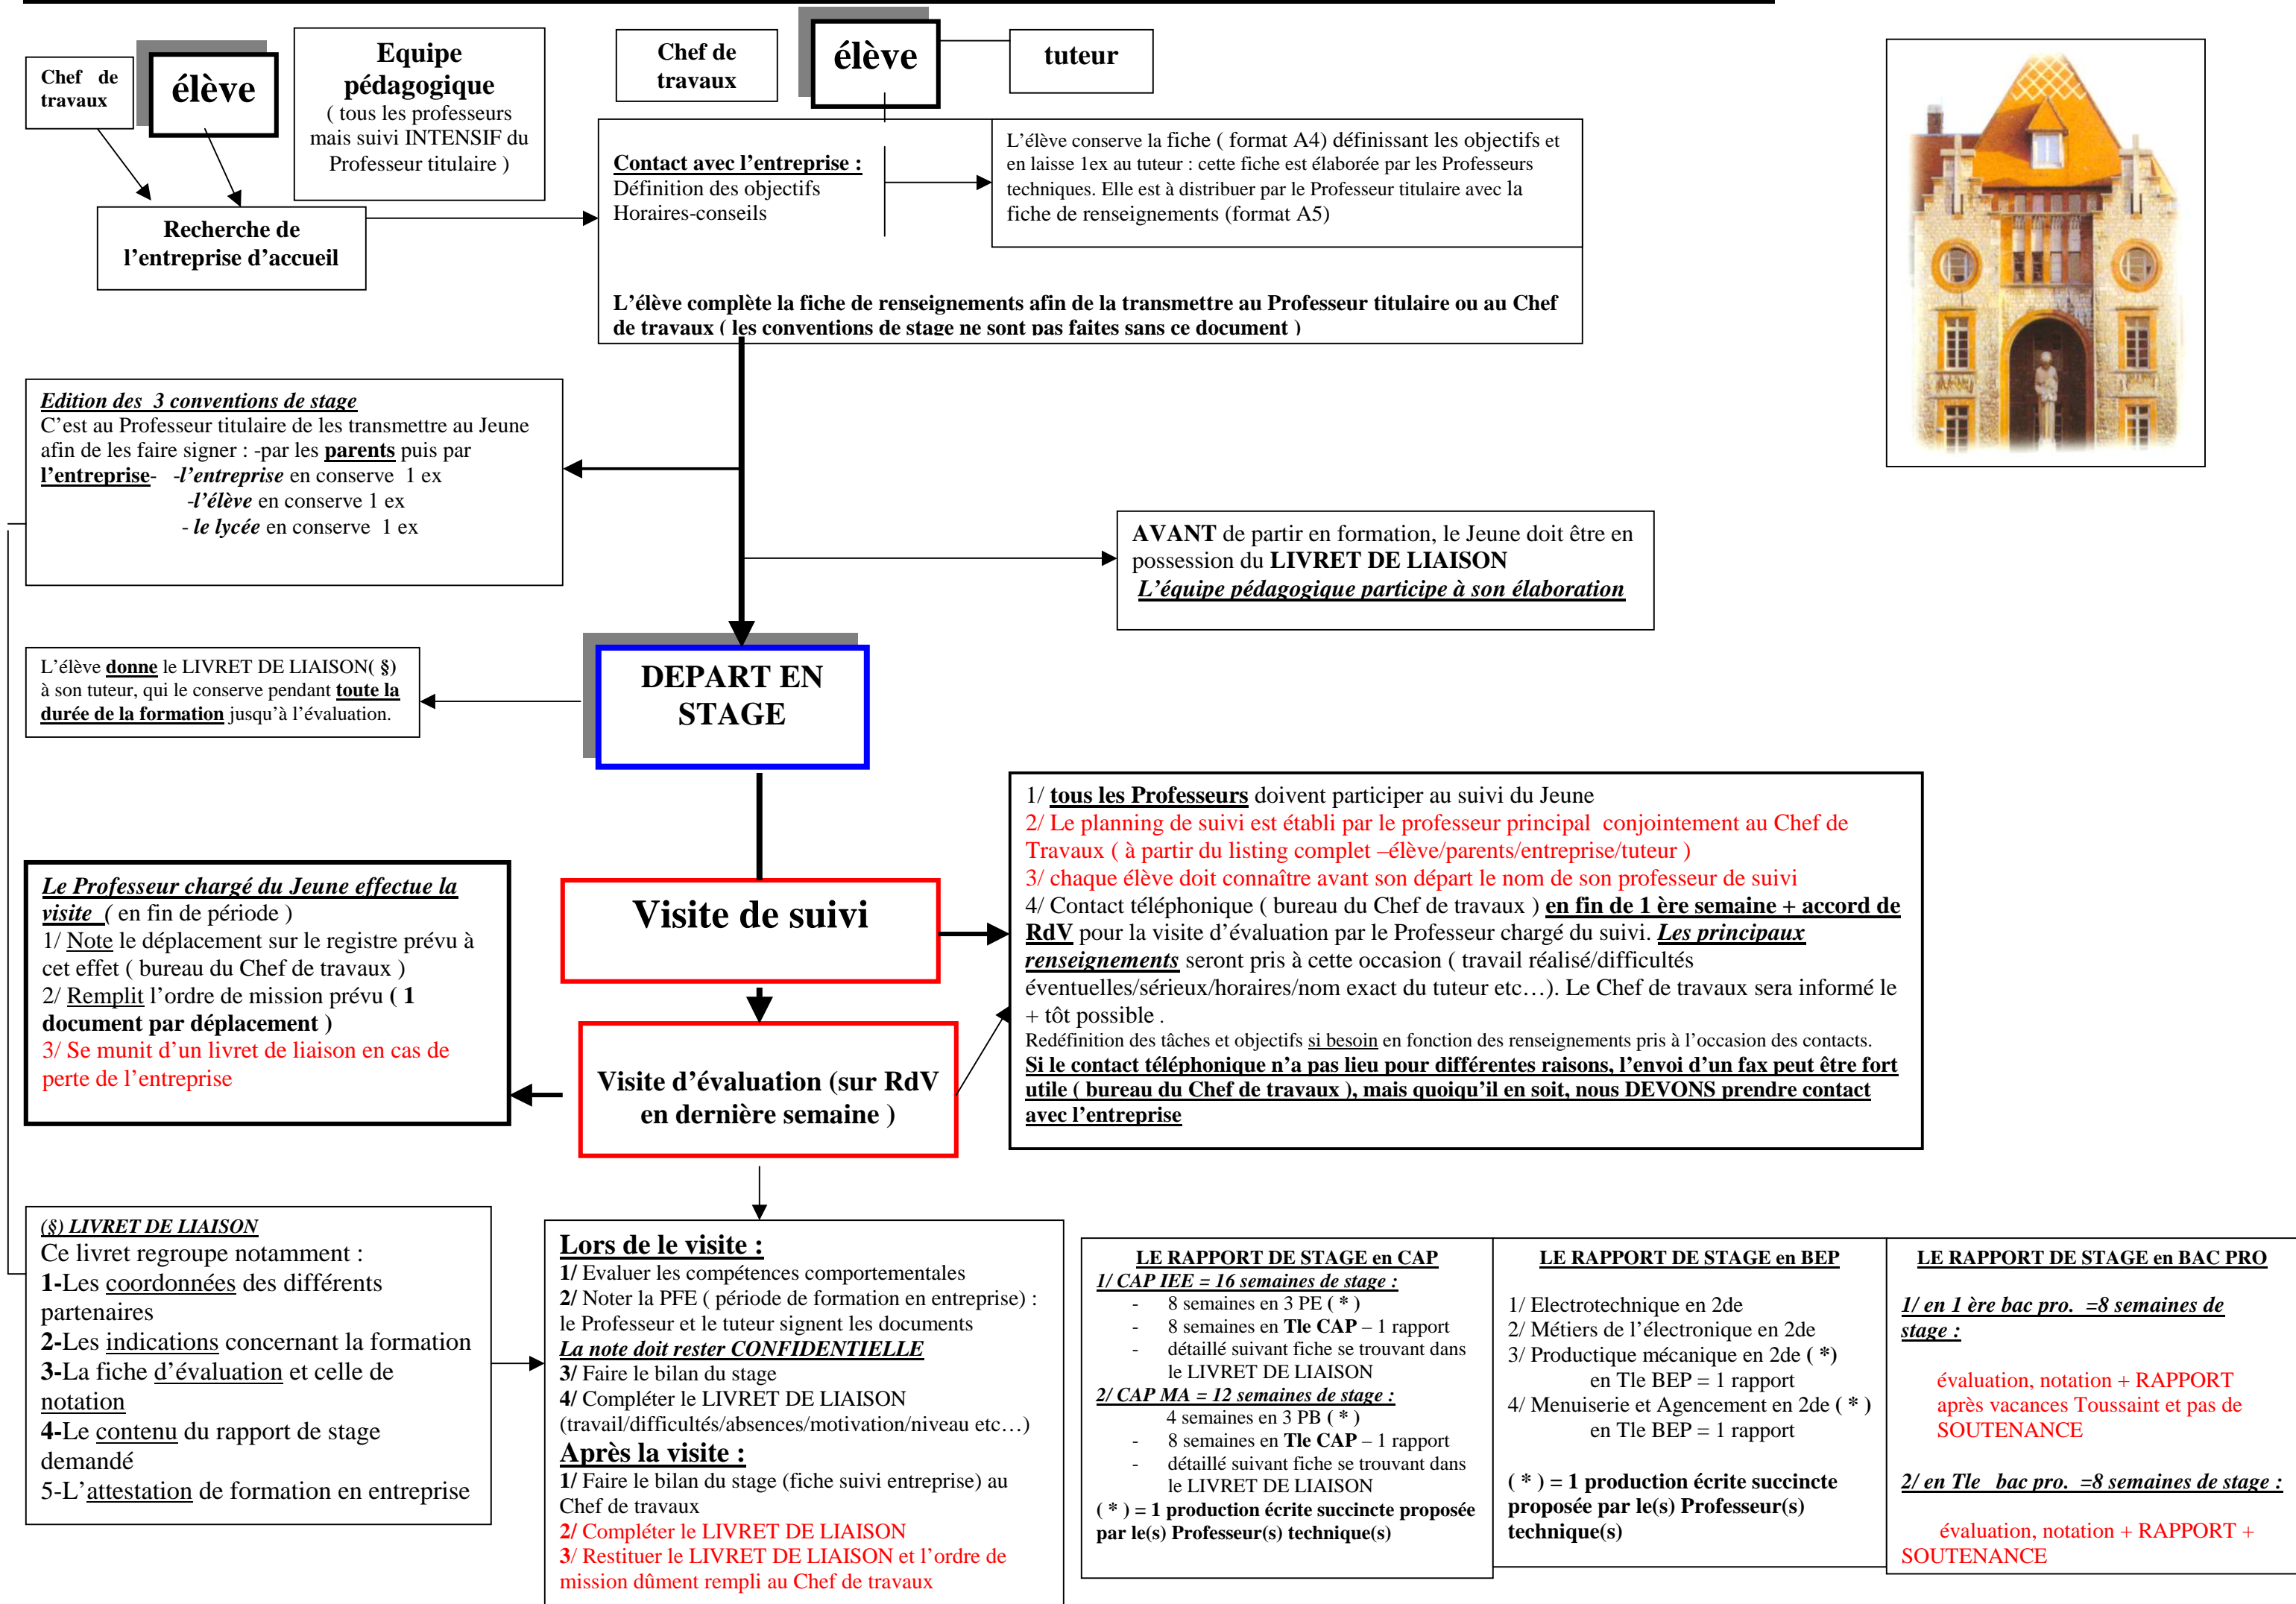 Chef de
travaux
élève
Equipe
pédagogique
( tous les professeurs
mais suivi INTENSIF du
Professeur titulaire )
Recherche de
l’entreprise d’accueil
Chef de
travaux
élève
tuteur
Contact avec l’entreprise :
Définition des objectifs
Horaires-conseils
L’élève conserve la fiche ( format A4) définissant les objectifs et
en laisse 1ex au tuteur : cette fiche est élaborée par les Professeurs
techniques. Elle est à distribuer par le Professeur titulaire avec la
fiche de renseignements (format A5)
L’élève complète la fiche de renseignements afin de la transmettre au Professeur titulaire ou au Chef
de travaux ( les conventions de stage ne sont pas faites sans ce document )
Edition des 3 conventions de stage
C’est au Professeur titulaire de les transmettre au Jeune
afin de les faire signer : -par les parents puis par
l’entreprise- -l’entreprise en conserve 1 ex
-l’élève en conserve 1 ex
- le lycée en conserve 1 ex
AVANT de partir en formation, le Jeune doit être en
possession du LIVRET DE LIAISON
L’équipe pédagogique participe à son élaboration
L’élève donne le LIVRET DE LIAISON( §)
à son tuteur, qui le conserve pendant toute la
durée de la formation jusqu’à l’évaluation.
DEPART EN
STAGE
Visite de suivi
1/ tous les Professeurs doivent participer au suivi du Jeune
2/ Le planning de suivi est établi par le professeur principal conjointement au Chef de
Travaux ( à partir du listing complet –élève/parents/entreprise/tuteur )
3/ chaque élève doit connaître avant son départ le nom de son professeur de suivi
4/ Contact téléphonique ( bureau du Chef de travaux ) en fin de 1 ère semaine + accord de
RdV pour la visite d’évaluation par le Professeur chargé du suivi. Les principaux
renseignements seront pris à cette occasion ( travail réalisé/difficultés
éventuelles/sérieux/horaires/nom exact du tuteur etc…). Le Chef de travaux sera informé le
+ tôt possible .
Redéfinition des tâches et objectifs si besoin en fonction des renseignements pris à l’occasion des contacts.
Si le contact téléphonique n’a pas lieu pour différentes raisons, l’envoi d’un fax peut être fort
utile ( bureau du Chef de travaux ), mais quoiqu’il en soit, nous DEVONS prendre contact
avec l’entreprise
Le Professeur chargé du Jeune effectue la
visite ( en fin de période )
1/ Note le déplacement sur le registre prévu à
cet effet ( bureau du Chef de travaux )
2/ Remplit l’ordre de mission prévu ( 1
document par déplacement )
3/ Se munit d’un livret de liaison en cas de
perte de l’entreprise
Visite d’évaluation (sur RdV
en dernière semaine )
(§) LIVRET DE LIAISON
Ce livret regroupe notamment :
1-Les coordonnées des différents
partenaires
2-Les indications concernant la formation
3-La fiche d’évaluation et celle de
notation
4-Le contenu du rapport de stage
demandé
5-L’attestation de formation en entreprise
Lors de le visite :
1/ Evaluer les compétences comportementales
2/ Noter la PFE ( période de formation en entreprise) :
le Professeur et le tuteur signent les documents
La note doit rester CONFIDENTIELLE
3/ Faire le bilan du stage
4/ Compléter le LIVRET DE LIAISON
(travail/difficultés/absences/motivation/niveau etc…)
Après la visite :
1/ Faire le bilan du stage (fiche suivi entreprise) au
Chef de travaux
2/ Compléter le LIVRET DE LIAISON
3/ Restituer le LIVRET DE LIAISON et l’ordre de
mission dûment rempli au Chef de travaux
LE RAPPORT DE STAGE en CAP
1/ CAP IEE = 16 semaines de stage :
- 8 semaines en 3 PE ( * )
- 8 semaines en Tle CAP – 1 rapport
- détaillé suivant fiche se trouvant dans
le LIVRET DE LIAISON
2/ CAP MA = 12 semaines de stage :
4 semaines en 3 PB ( * )
- 8 semaines en Tle CAP – 1 rapport
- détaillé suivant fiche se trouvant dans
le LIVRET DE LIAISON
( * ) = 1 production écrite succincte proposée
par le(s) Professeur(s) technique(s)
LE RAPPORT DE STAGE en BEP
1/ Electrotechnique en 2de
2/ Métiers de l’électronique en 2de
3/ Productique mécanique en 2de ( *)
en Tle BEP = 1 rapport
4/ Menuiserie et Agencement en 2de ( * )
en Tle BEP = 1 rapport
( * ) = 1 production écrite succincte
proposée par le(s) Professeur(s)
technique(s)
LE RAPPORT DE STAGE en BAC PRO
1/ en 1 ère bac pro. =8 semaines de
stage :
évaluation, notation + RAPPORT
après vacances Toussaint et pas de
SOUTENANCE
2/ en Tle bac pro. =8 semaines de stage :
évaluation, notation + RAPPORT +
SOUTENANCE